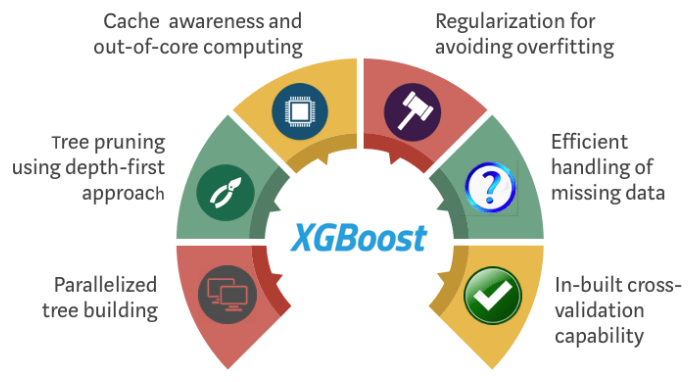 Cache awareness and
out-of-core computing
Regularization for
avoiding overfitting
Tree pruning
using depth-first
approach
Efficient
handling of
missing data
XGBoost
Parallelized
tree building
In-built cross-
validation
capability